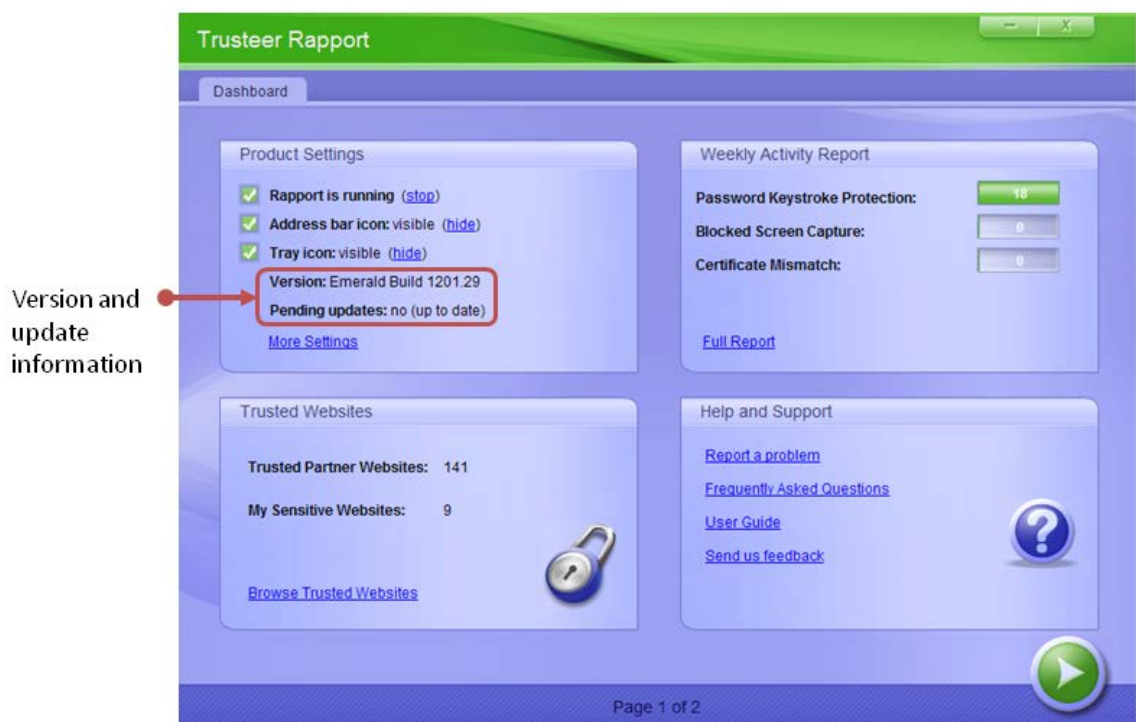 Trusteer Rapport
Dashboard
Product Settings
Rapport is running (stop)
Address bar icon: visible (hide)
Tray icon: visible (hide)
Version: Emerald Build 1201.29
Pending updates: no (up to date)
More Settings
Version and
update
information
Weekly Activity Report
Password Keystroke Protection: 18
Blocked Screen Capture: 0
Certificate Mismatch: 0
Full Report
Trusted Websites
Trusted Partner Websites: 141
My Sensitive Websites: 9
Browse Trusted Websites
Help and Support
Report a problem
Frequently Asked Questions
User Guide
Send us feedback
?
Page 1 of 2